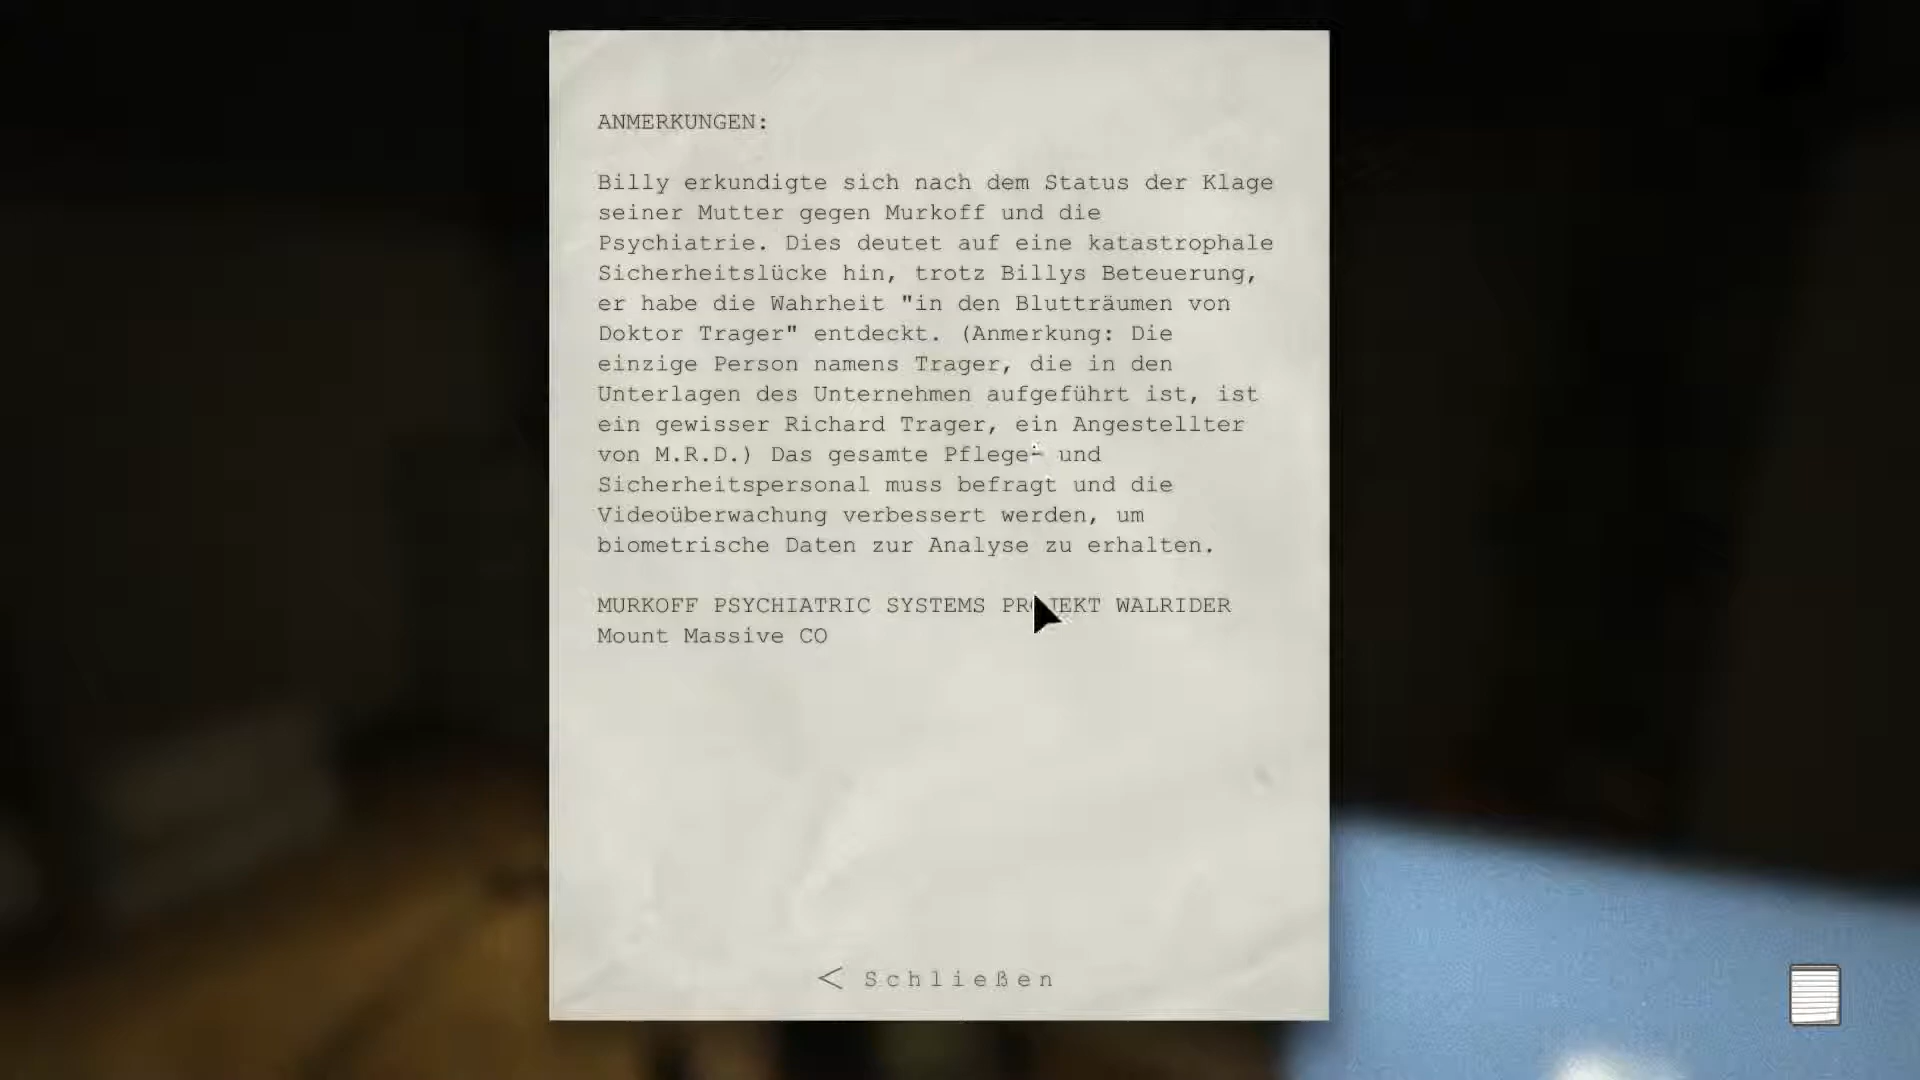 ANMERKUNGEN:
Billy erkundigte sich nach dem Status der Klage
seiner Mutter gegen Murkoff und die
Psychiatrie. Dies deutet auf eine katastrophale
Sicherheitslücke hin, trotz Billys Beteuerung,
er habe die Wahrheit "in den Blutträumen von
Doktor Trager" entdeckt. (Anmerkung: Die
einzige Person namens Trager, die in den
Unterlagen des Unternehmen aufgeführt ist, ist
ein gewisser Richard Trager, ein Angestellter
von M.R.D.) Das gesamte Pflege- und
Sicherheitspersonal muss befragt und die
Videoüberwachung verbessert werden, um
biometrische Daten zur Analyse zu erhalten.
MURKOFF PSYCHIATRIC SYSTEMS PROJEKT WALRIDER
Mount Massive CO
< Schließen